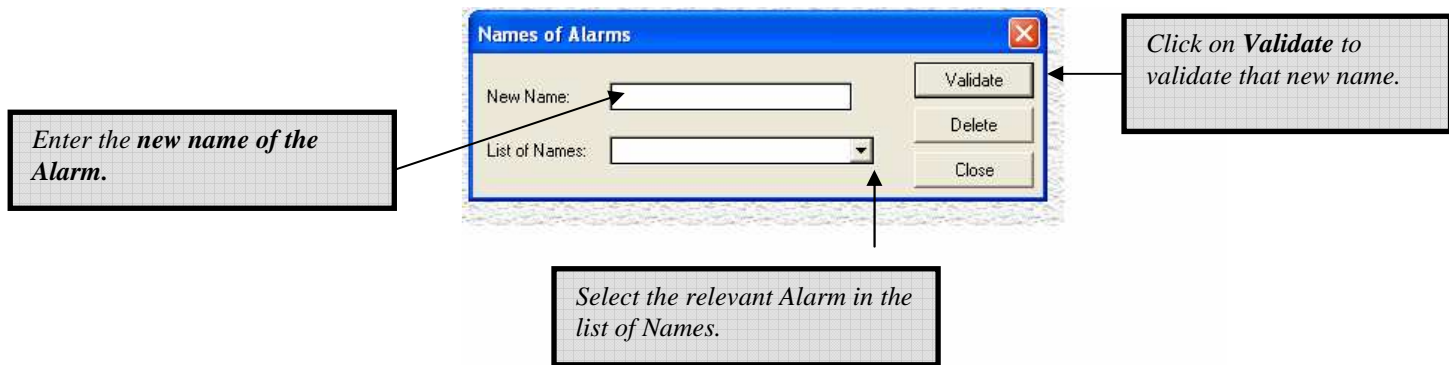 Names of Alarms
New Name:
List of Names:
Validate
Delete
Close
Click on Validate to
validate that new name.
Enter the new name of the
Alarm.
Select the relevant Alarm in the
list of Names.